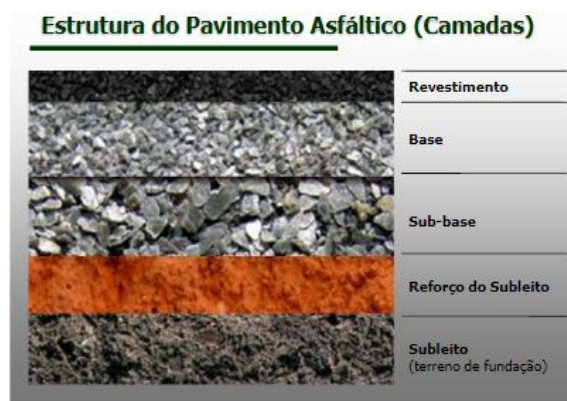 Estrutura do Pavimento Asfáltico (Camadas)
Revestimento
Base
Sub-base
Reforço do Subleito
Subleito
(terreno de fundação)